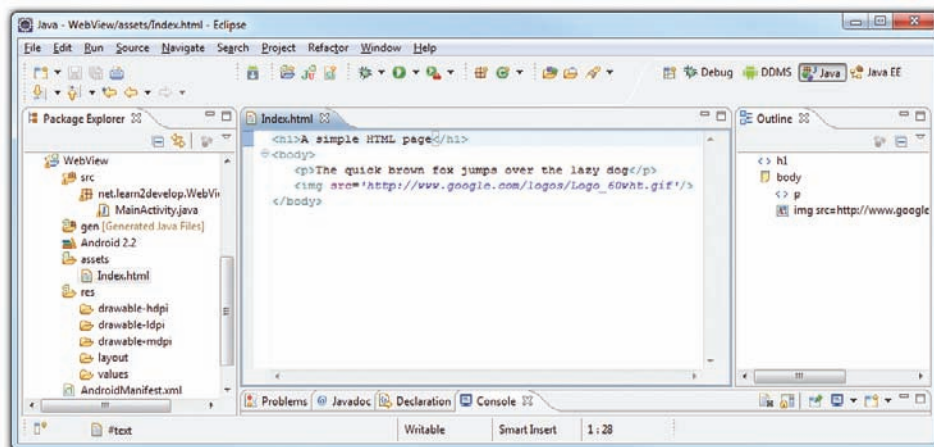 Java - WebView/assets/Index.html - Eclipse
File Edit Run Source Navigate Search Project Refactor Window Help
Debug DDMS Java Java EE
Package Explorer
WebView
src
net.learn2develop.WebVi
MainActivity.java
gen [Generated Java Files]
Android 2.2
assets
Index.html
res
drawable-hdpi
drawable-ldpi
drawable-mdpi
layout
values
AndroidManifest.xml
Index.html
<h1>A simple HTML page</h1>
<body>
<p>The quick brown fox jumps over the lazy dog</p>
<img src='http://www.google.com/logos/Logo_60wht.gif'/>
</body>
Outline
h1
body
p
img src=http://www.google
Problems Javadoc Declaration Console
#text Writable Smart Insert 1:28